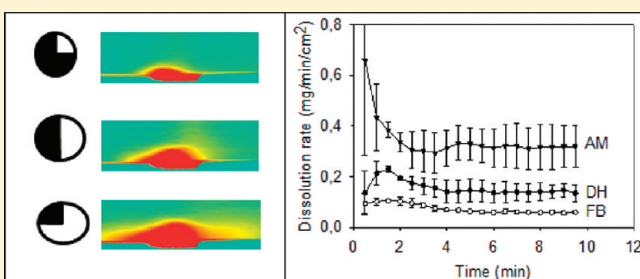 Dissolution rate (mg/min/cm²)
0,8
0,6
0,4
0,2
0,0
AM
DH
FB
0 2 4 6 8 10
Time (min)